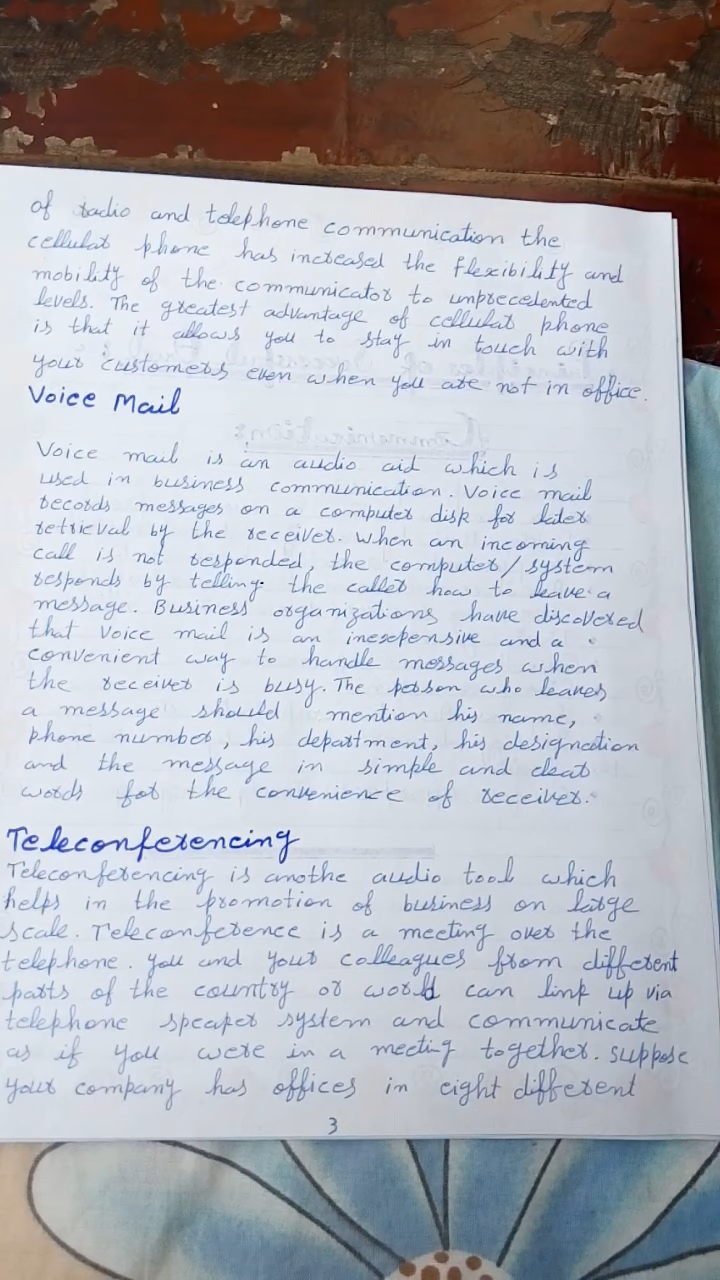 of radio and telephone communication the
cellular phone has increased the flexibility and
mobility of the communicator to unprecedented
levels. The greatest advantage of cellular phone
is that it allows you to stay in touch with
your customers even when you are not in office.
Voice Mail
Voice mail is an audio aid which is
used in business communication. Voice mail
records messages on a computer disk for later
retrieval by the receiver. When an incoming
call is not responded, the computer/system
responds by telling the caller how to leave a
message. Business organizations have discovered
that voice mail is an inexepensive and a
convenient way to handle messages when
the receiver is busy. The person who leaves
a message should mention his name,
phone number, his department, his designation
and the message in simple and clear
words for the convenience of receiver.
Teleconferencing
Teleconferencing is anothe audio tool which
helps in the promotion of business on large
scale. Teleconference is a meeting over the
telephone. you and your colleagues from different
parts of the country or world can link up via
telephone speaper system and communicate
as if you were in a meeting together. suppose
your company has offices in eight different
3